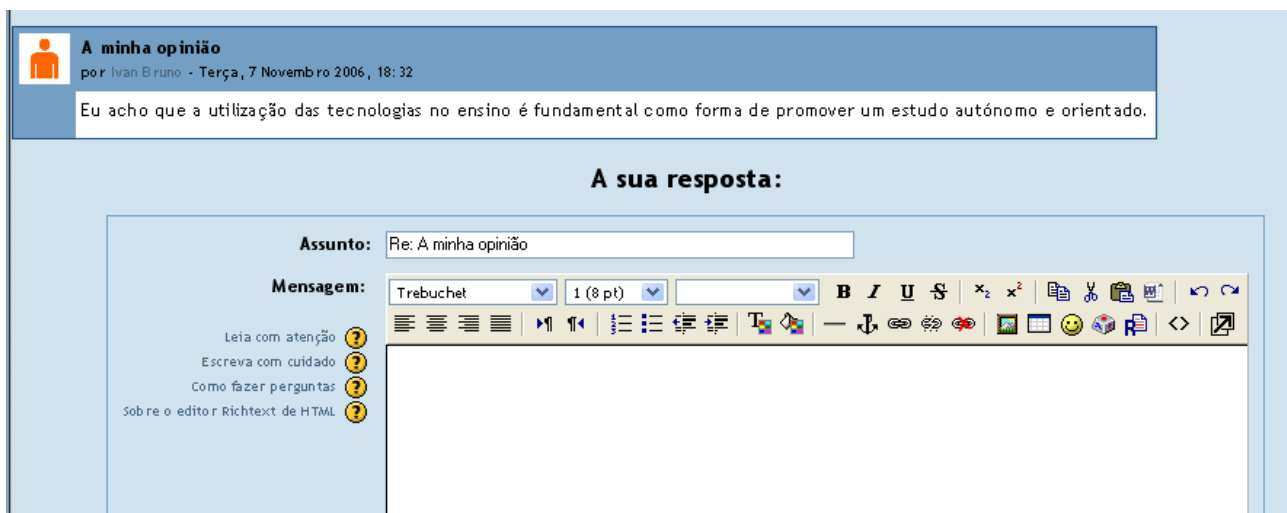 A minha opinião
por Ivan Bruno - Terça, 7 Novembro 2006, 18:32
Eu acho que a utilização das tecnologias no ensino é fundamental como forma de promover um estudo autónomo e orientado.
A sua resposta:
Assunto: Re: A minha opinião
Mensagem: Trebuchet 1 (8 pt) B I U S x₂ x²
Leia com atenção ?
Escreva com cuidado ?
Como fazer perguntas ?
Sobre o editor Richtext de HTML ?